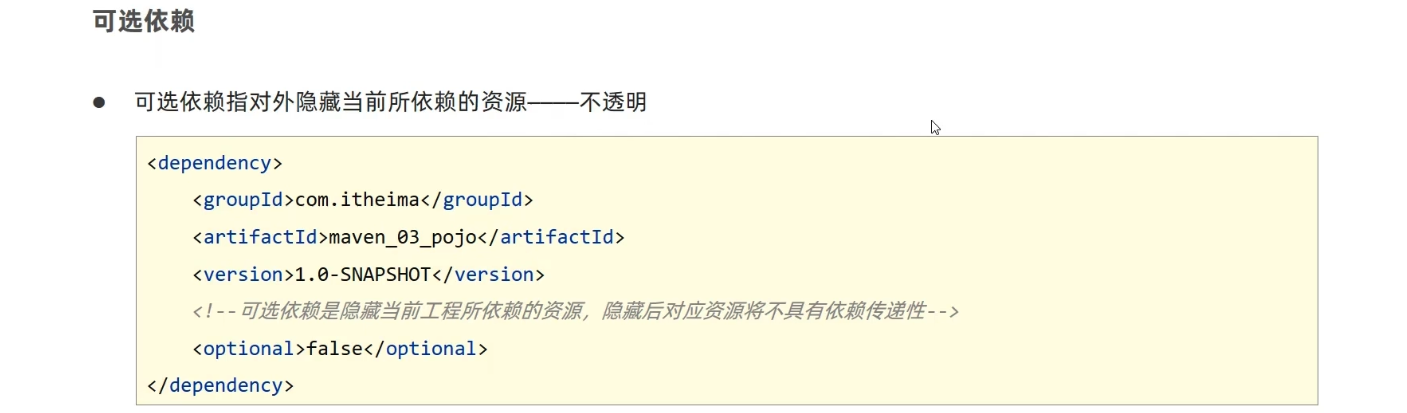 可选依赖
● 可选依赖指对外隐藏当前所依赖的资源————不透明
<dependency>
    <groupId>com.itheima</groupId>
    <artifactId>maven_03_pojo</artifactId>
    <version>1.0-SNAPSHOT</version>
    <!--可选依赖是隐藏当前工程所依赖的资源，隐藏后对应资源将不具有依赖传递性-->
    <optional>false</optional>
</dependency>